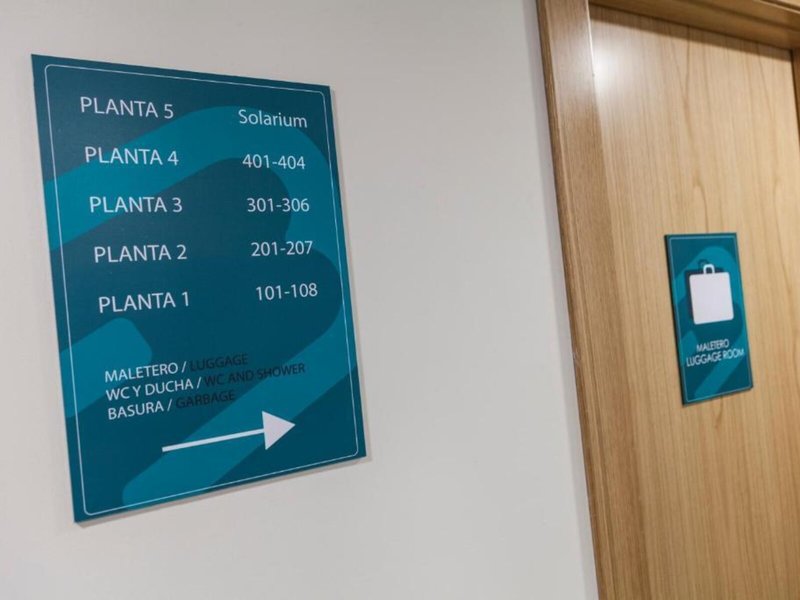 PLANTA 5 Solarium
PLANTA 4 401-404
PLANTA 3 301-306
PLANTA 2 201-207
PLANTA 1 101-108
MALETERO / LUGGAGE
WC Y DUCHA / WC AND SHOWER
BASURA / GARBAGE
MALETERO
LUGGAGE ROOM